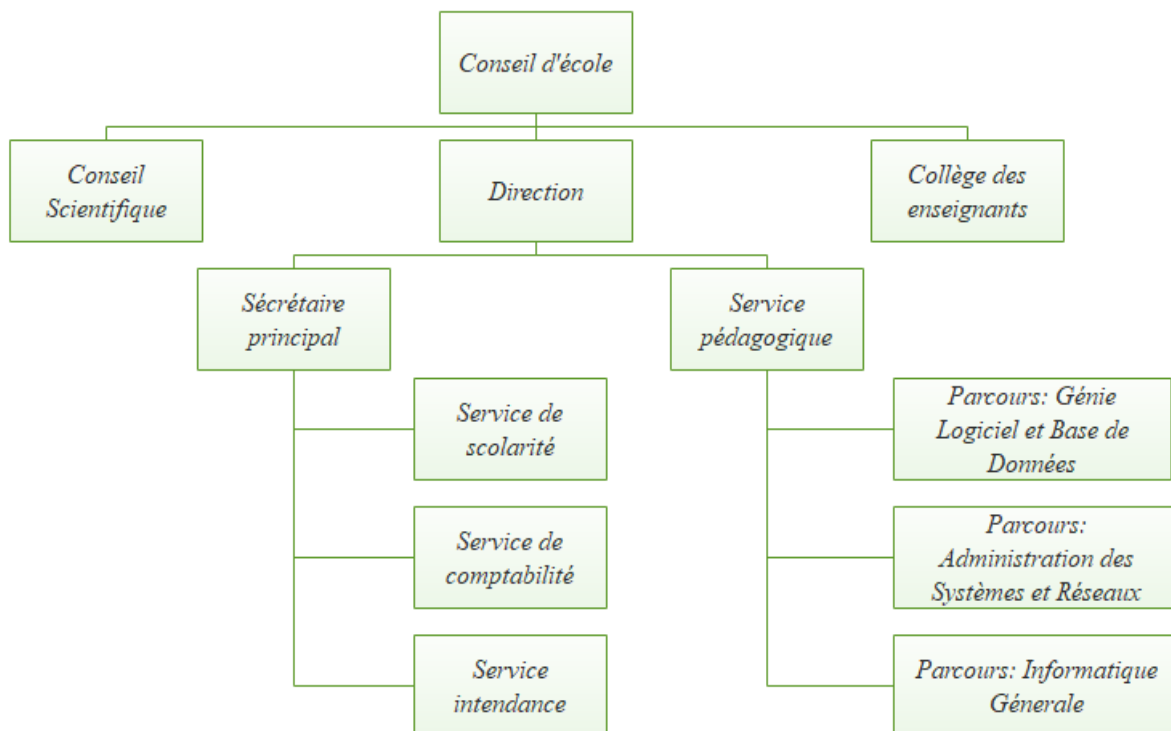 Conseil d'école
Conseil
Scientifique
Direction
Collège des
enseignants
Sécrétaire
principal
Service
pédagogique
Service de
scolarité
Parcours: Génie
Logiciel et Base de
Données
Service de
comptabilité
Parcours:
Administration des
Systèmes et Réseaux
Service
intendance
Parcours: Informatique
Génerale